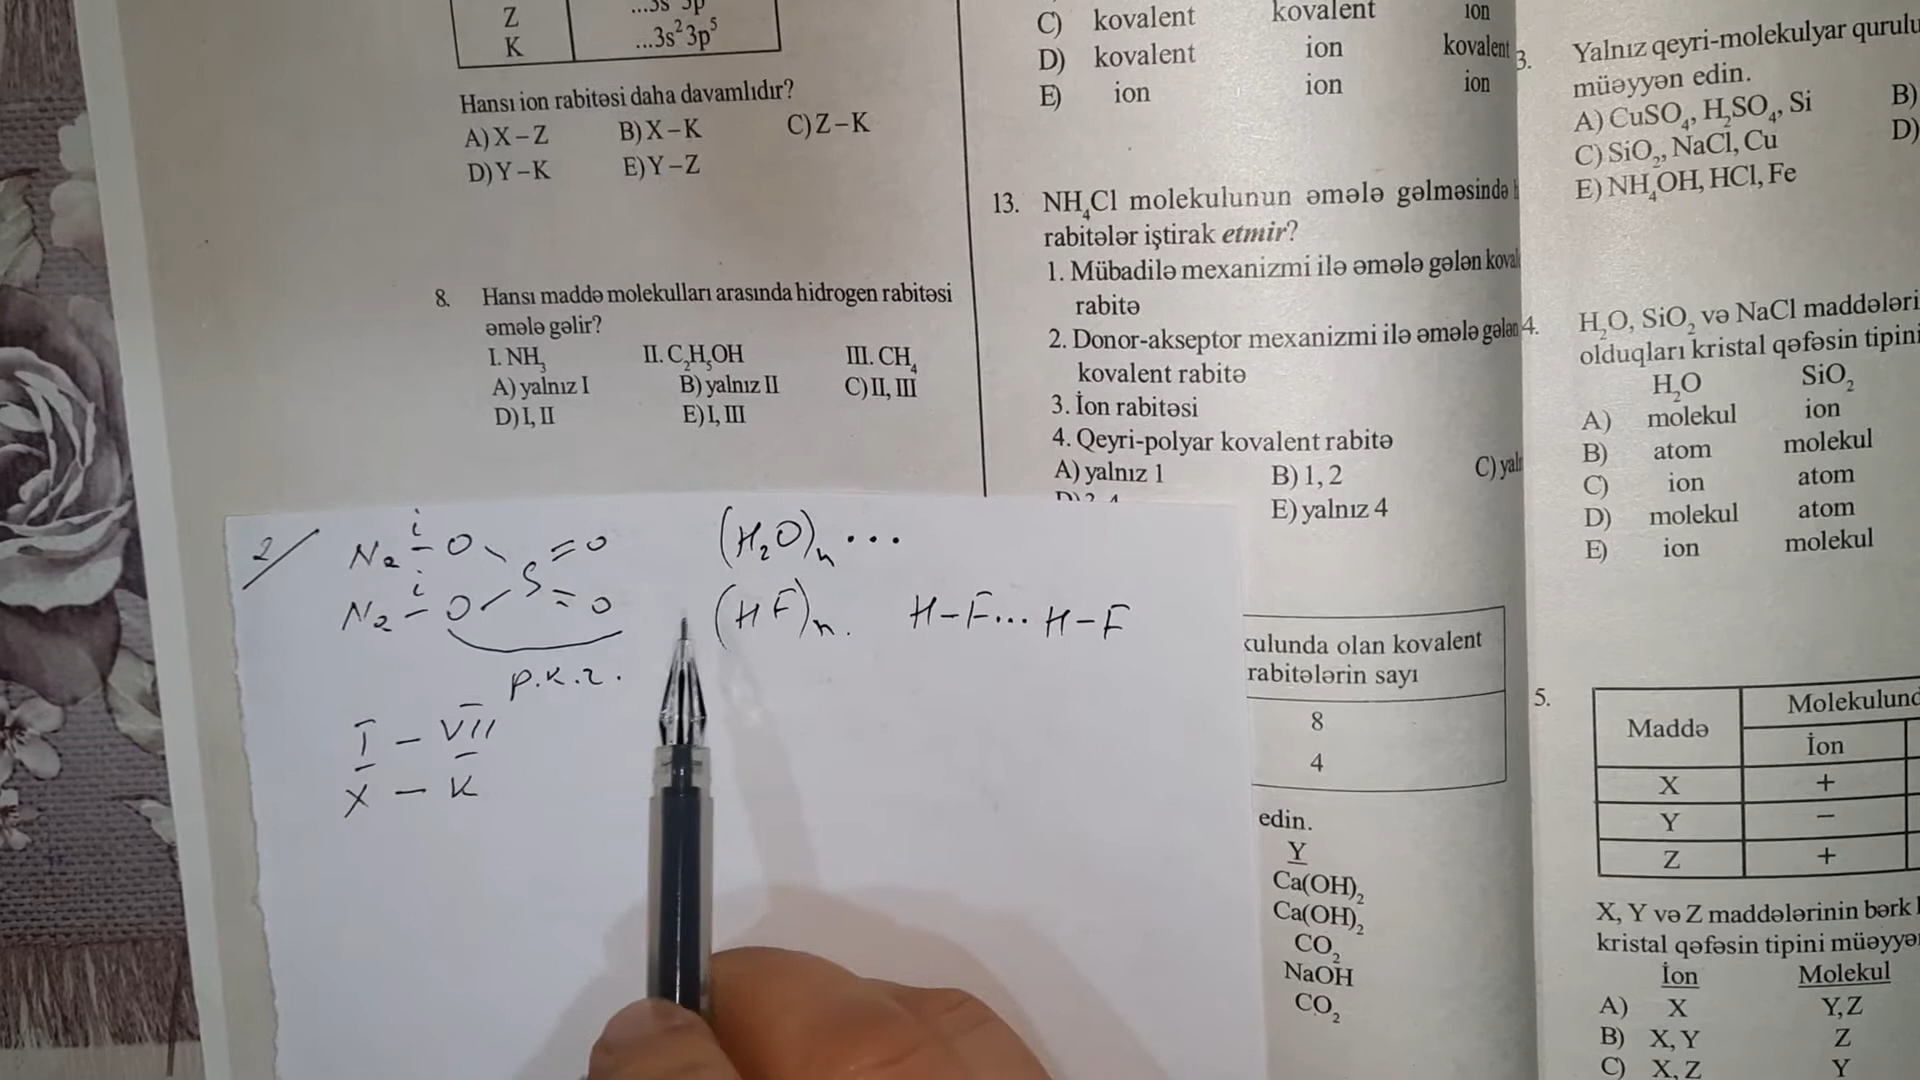 Z
K
...3s 3p
...3s²3p⁵
Hansı ion rabitəsi daha davamlıdır?
A) X – Z B) X – K C) Z – K
D) Y – K E) Y – Z
8. Hansı maddə molekulları arasında hidrogen rabitəsi
əmələ gəlir?
I. NH₃ II. C₂H₅OH III. CH₄
A) yalnız I B) yalnız II C) II, III
D) I, II E) I, III
C) kovalent kovalent ion
D) kovalent ion kovalent
E) ion ion ion
13. NH₄Cl molekulunun əmələ gəlməsində
rabitələr iştirak etmir?
1. Mübadilə mexanizmi ilə əmələ gələn koval
rabitə
2. Donor-akseptor mexanizmi ilə əmələ gələn
kovalent rabitə
3. İon rabitəsi
4. Qeyri-polyar kovalent rabitə
A) yalnız 1 B) 1, 2 C) yaln
E) yalnız 4
kulunda olan kovalent
rabitələrin sayı
8
4
edin.
Y
Ca(OH)₂
Ca(OH)₂
CO₂
NaOH
CO₂
3. Yalnız qeyri-molekulyar qurulu
müəyyən edin.
A) CuSO₄, H₂SO₄, Si B)
C) SiO₂, NaCl, Cu D)
E) NH₄OH, HCl, Fe
4. H₂O, SiO₂ və NaCl maddələri
olduqları kristal qəfəsin tipini
H₂O SiO₂
A) molekul ion
B) atom molekul
C) ion atom
D) molekul atom
E) ion molekul
5.
Maddə Molekulund
İon
X +
Y –
Z +
X, Y və Z maddələrinin bərk
kristal qəfəsin tipini müəyyə
İon Molekul
A) X Y, Z
B) X, Y Z
C) X, Z Y
2/ Na –ⁱ O \ S = O
Na –ⁱ O / = O
p.k.r.
I – VII
X – K
(H₂O)ₙ ...
(HF)ₙ. H–F... H–F